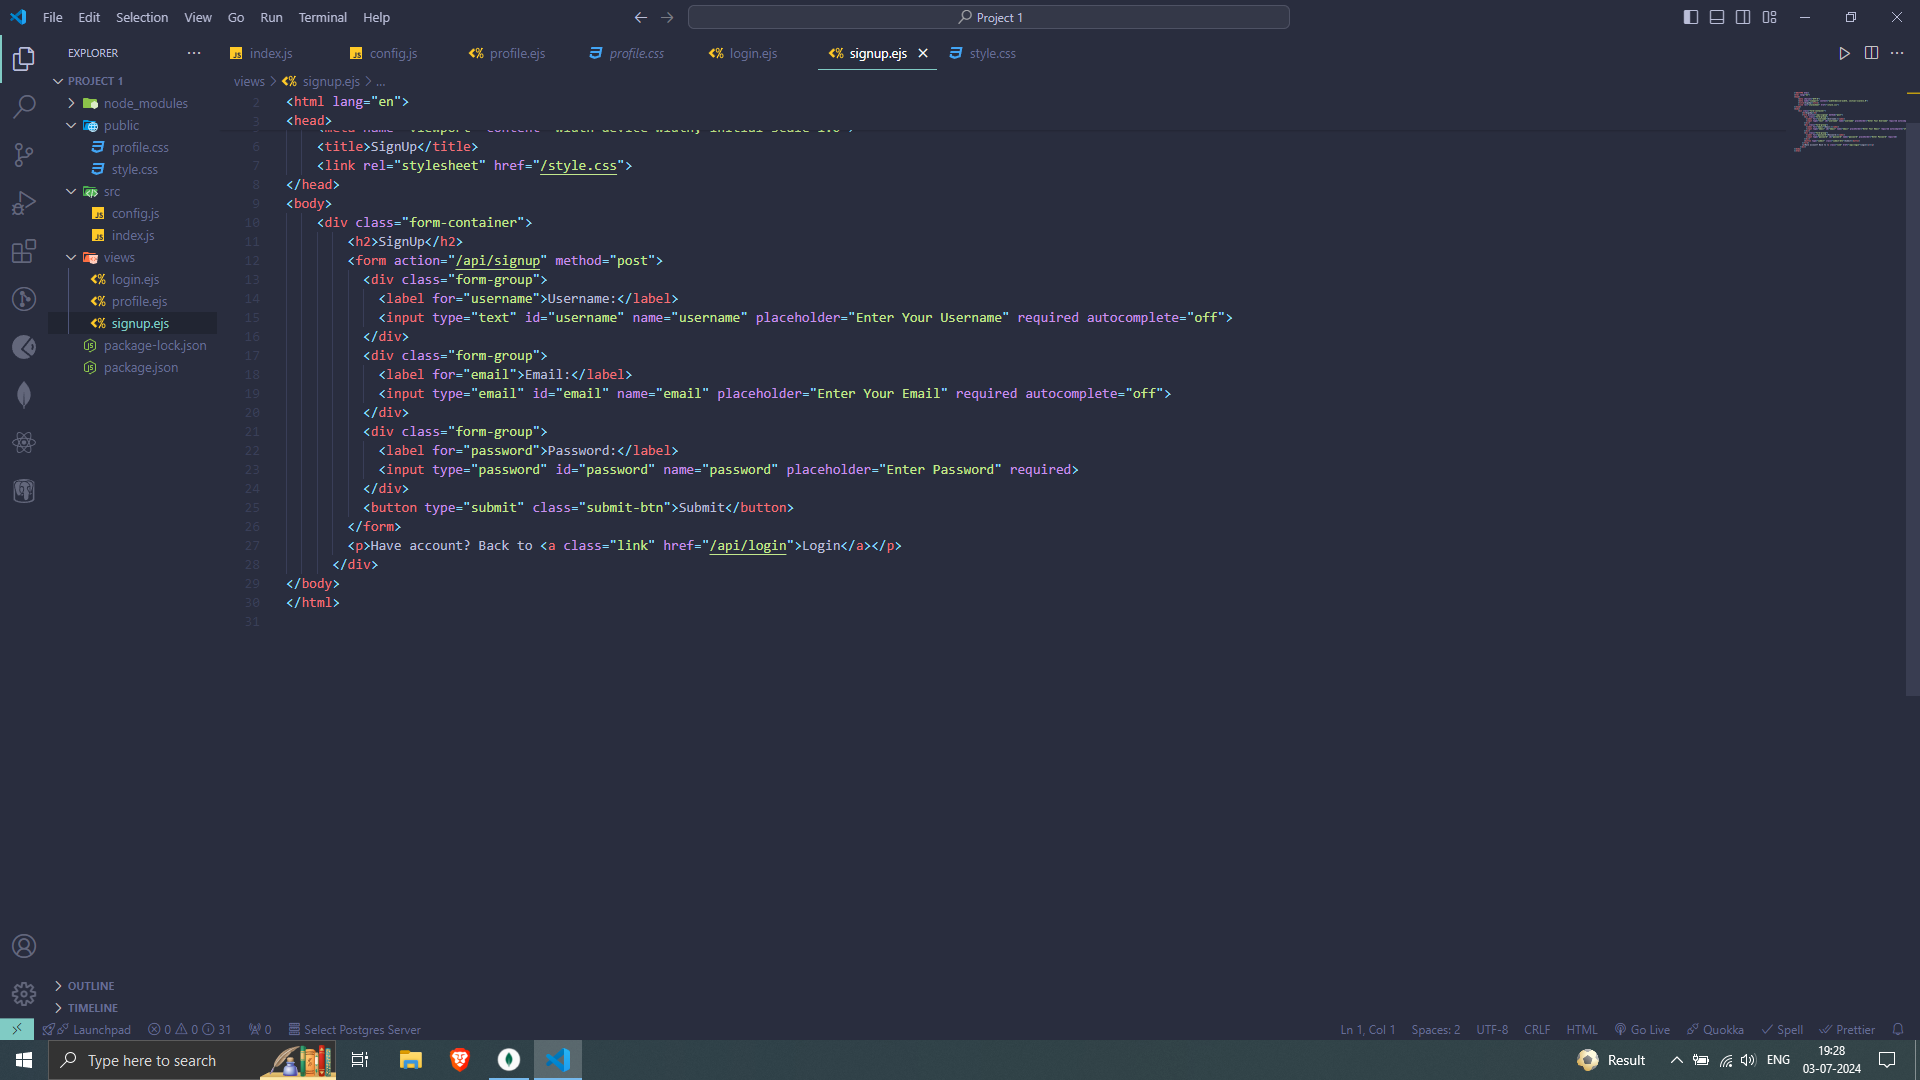 File Edit Selection View Go Run Terminal Help
Project 1
EXPLORER
index.js
config.js
profile.ejs
profile.css
login.ejs
signup.ejs
style.css
PROJECT 1
node_modules
public
profile.css
style.css
src
config.js
index.js
views
login.ejs
profile.ejs
signup.ejs
package-lock.json
package.json
views > signup.ejs > ...
2 <html lang="en">
3 <head>
6 <title>SignUp</title>
7 <link rel="stylesheet" href="/style.css">
8 </head>
9 <body>
10 <div class="form-container">
11 <h2>SignUp</h2>
12 <form action="/api/signup" method="post">
13 <div class="form-group">
14 <label for="username">Username:</label>
15 <input type="text" id="username" name="username" placeholder="Enter Your Username" required autocomplete="off">
16 </div>
17 <div class="form-group">
18 <label for="email">Email:</label>
19 <input type="email" id="email" name="email" placeholder="Enter Your Email" required autocomplete="off">
20 </div>
21 <div class="form-group">
22 <label for="password">Password:</label>
23 <input type="password" id="password" name="password" placeholder="Enter Password" required>
24 </div>
25 <button type="submit" class="submit-btn">Submit</button>
26 </form>
27 <p>Have account? Back to <a class="link" href="/api/login">Login</a></p>
28 </div>
29 </body>
30 </html>
31
OUTLINE
TIMELINE
Launchpad 0 0 31 0 Select Postgres Server
Ln 1, Col 1 Spaces: 2 UTF-8 CRLF HTML Go Live Quokka Spell Prettier
Type here to search
Result
ENG
19:28
03-07-2024